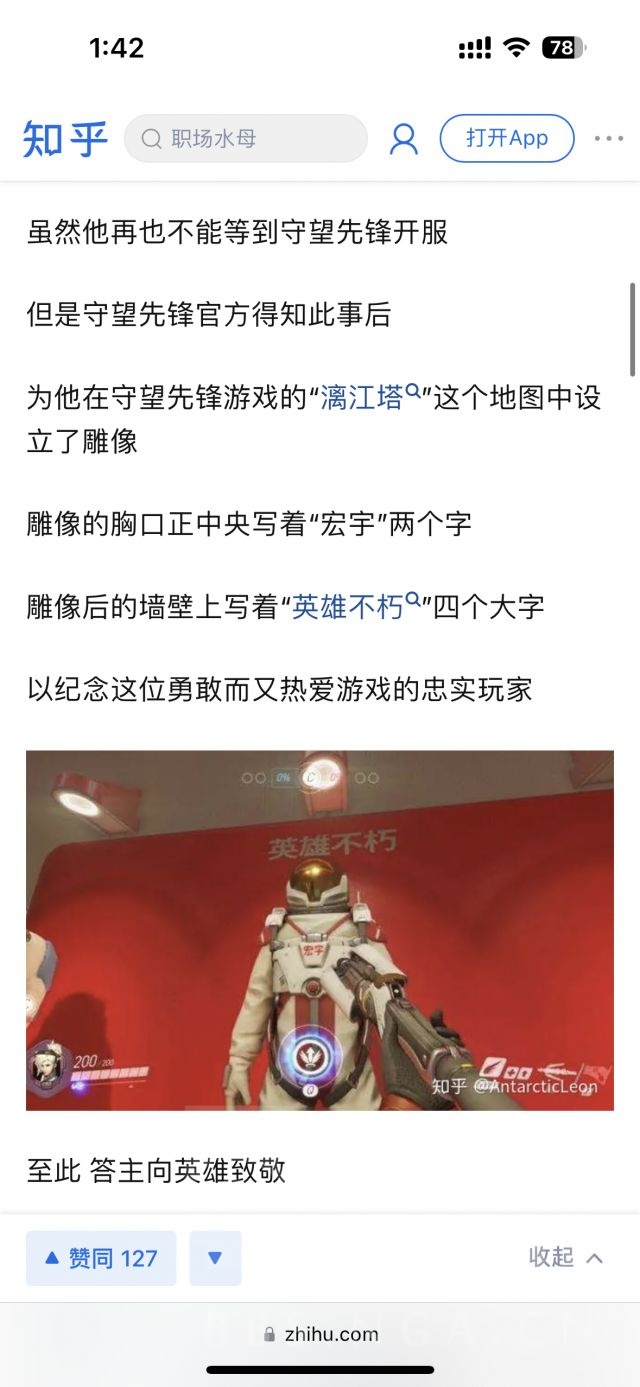 1:42
78
知乎
职场水母
打开App
虽然他再也不能等到守望先锋开服
但是守望先锋官方得知此事后
为他在守望先锋游戏的“漓江塔”这个地图中设
立了雕像
雕像的胸口正中央写着“宏宇”两个字
雕像后的墙壁上写着“英雄不朽”四个大字
以纪念这位勇敢而又热爱游戏的忠实玩家
0%
C
英雄不朽
宏宇
200/200
Q
知乎 @AntarcticLeon
至此 答主向英雄致敬
赞同 127
收起
zhihu.com